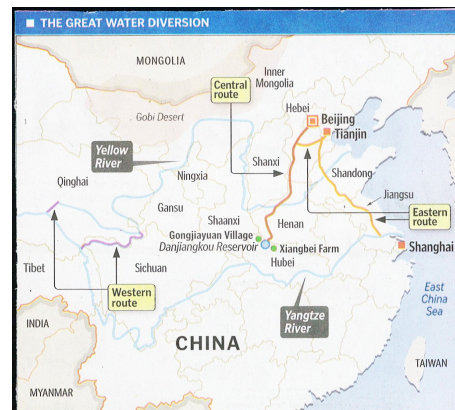 THE GREAT WATER DIVERSION
MONGOLIA
Inner
Mongolia
Central
route
Gobi Desert
Hebei
Beijing
Tianjin
Yellow
River
Shanxi
Shandong
Ningxia
Qinghai
Jiangsu
Gansu
Shaanxi
Henan
Eastern
route
Gongjiayuan Village
Danjiangkou Reservoir
Xiangbei Farm
Hubei
Shanghai
Tibet
Sichuan
Western
route
East
China
Sea
Yangtze
River
INDIA
CHINA
TAIWAN
MYANMAR